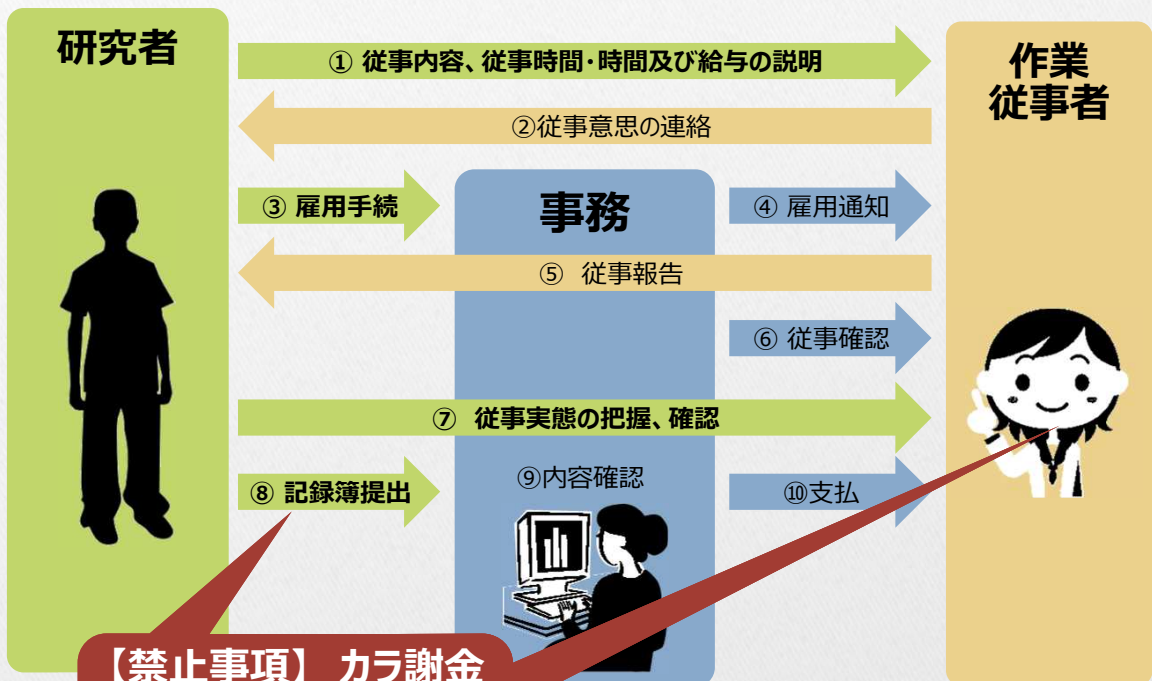 研究者
① 従事内容、従事時間・時間及び給与の説明
作業
従事者
②従事意思の連絡
③ 雇用手続
事務
④ 雇用通知
⑤ 従事報告
⑥ 従事確認
⑦ 従事実態の把握、確認
⑧ 記録簿提出
⑨内容確認
⑩支払
【禁止事項】 カラ謝金